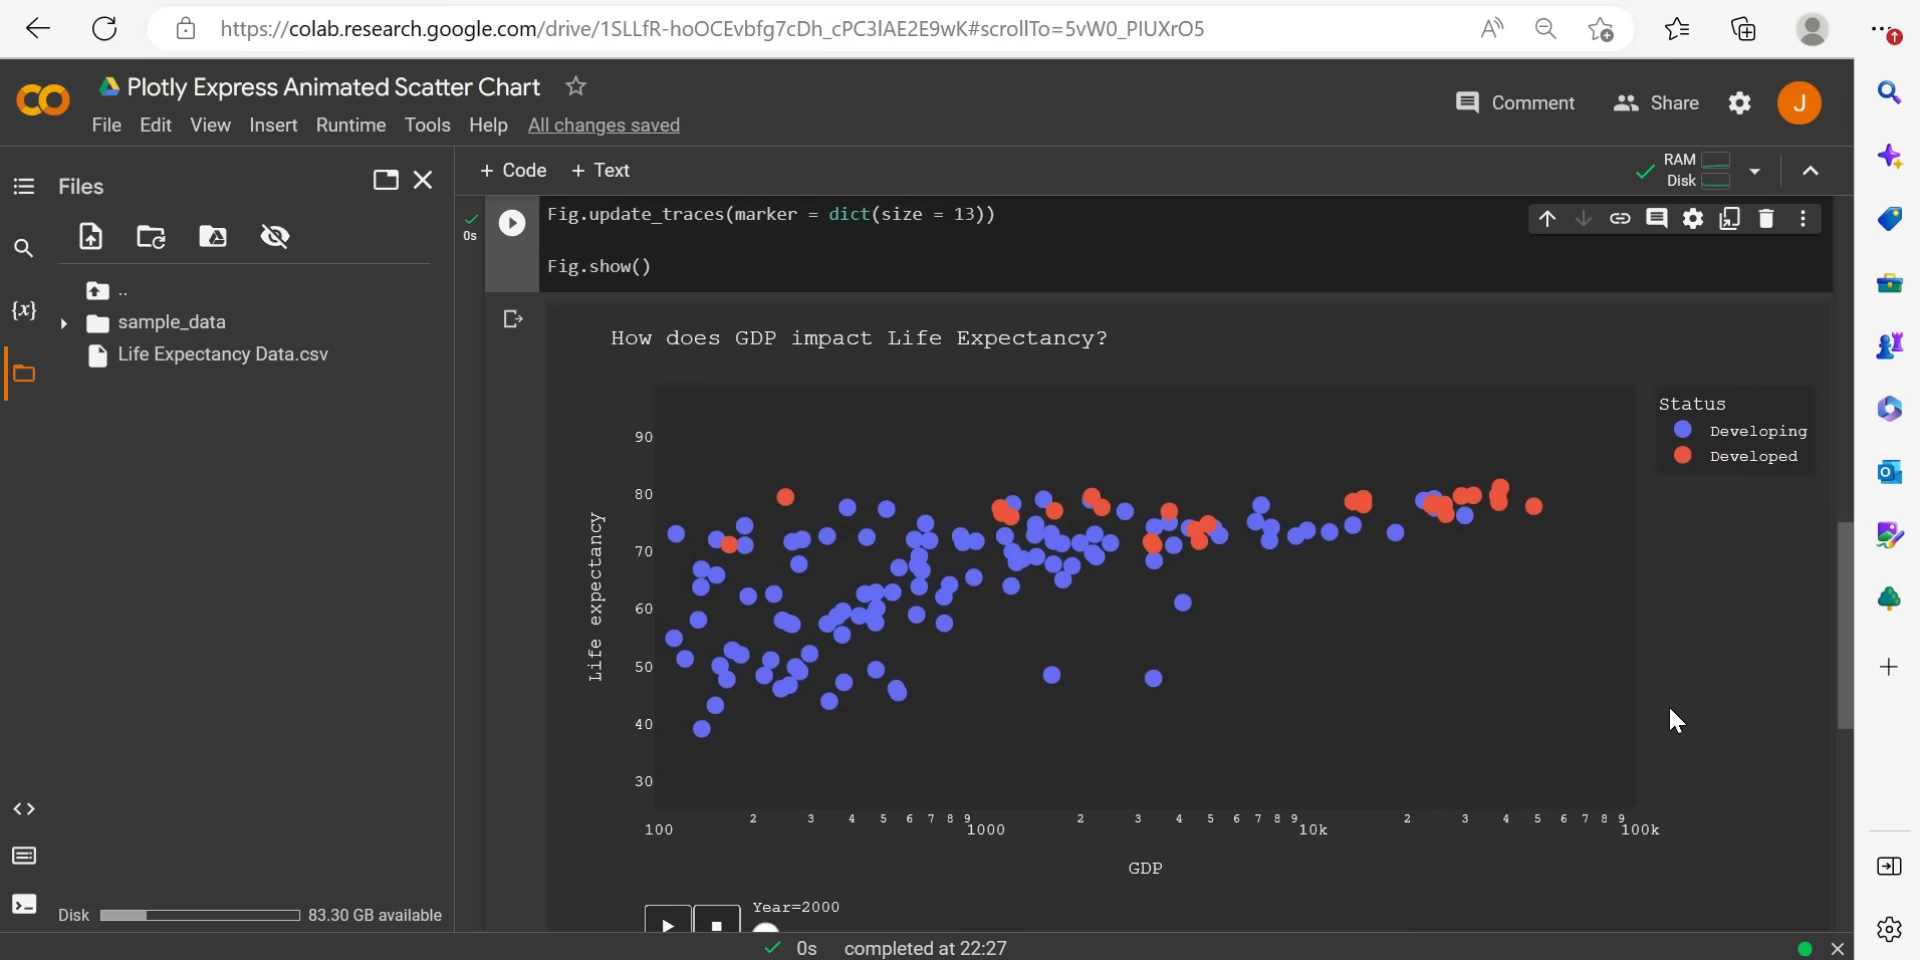 https://colab.research.google.com/drive/1SLLfR-hoOCEvbfg7cDh_cPC3lAE2E9wK#scrollTo=5vW0_PlUXrO5
Plotly Express Animated Scatter Chart
File Edit View Insert Runtime Tools Help All changes saved
Comment Share J
Files
+ Code + Text
RAM
Disk
{x}
..
sample_data
Life Expectancy Data.csv
Disk 83.30 GB available
0s
Fig.update_traces(marker = dict(size = 13))
Fig.show()
How does GDP impact Life Expectancy?
Status
Developing
Developed
Life expectancy
90
80
70
60
50
40
30
2 3 4 5 6 7 8 9 2 3 4 5 6 7 8 9 2 3 4 5 6 7 8 9
100 1000 10k 100k
GDP
Year=2000
0s completed at 22:27